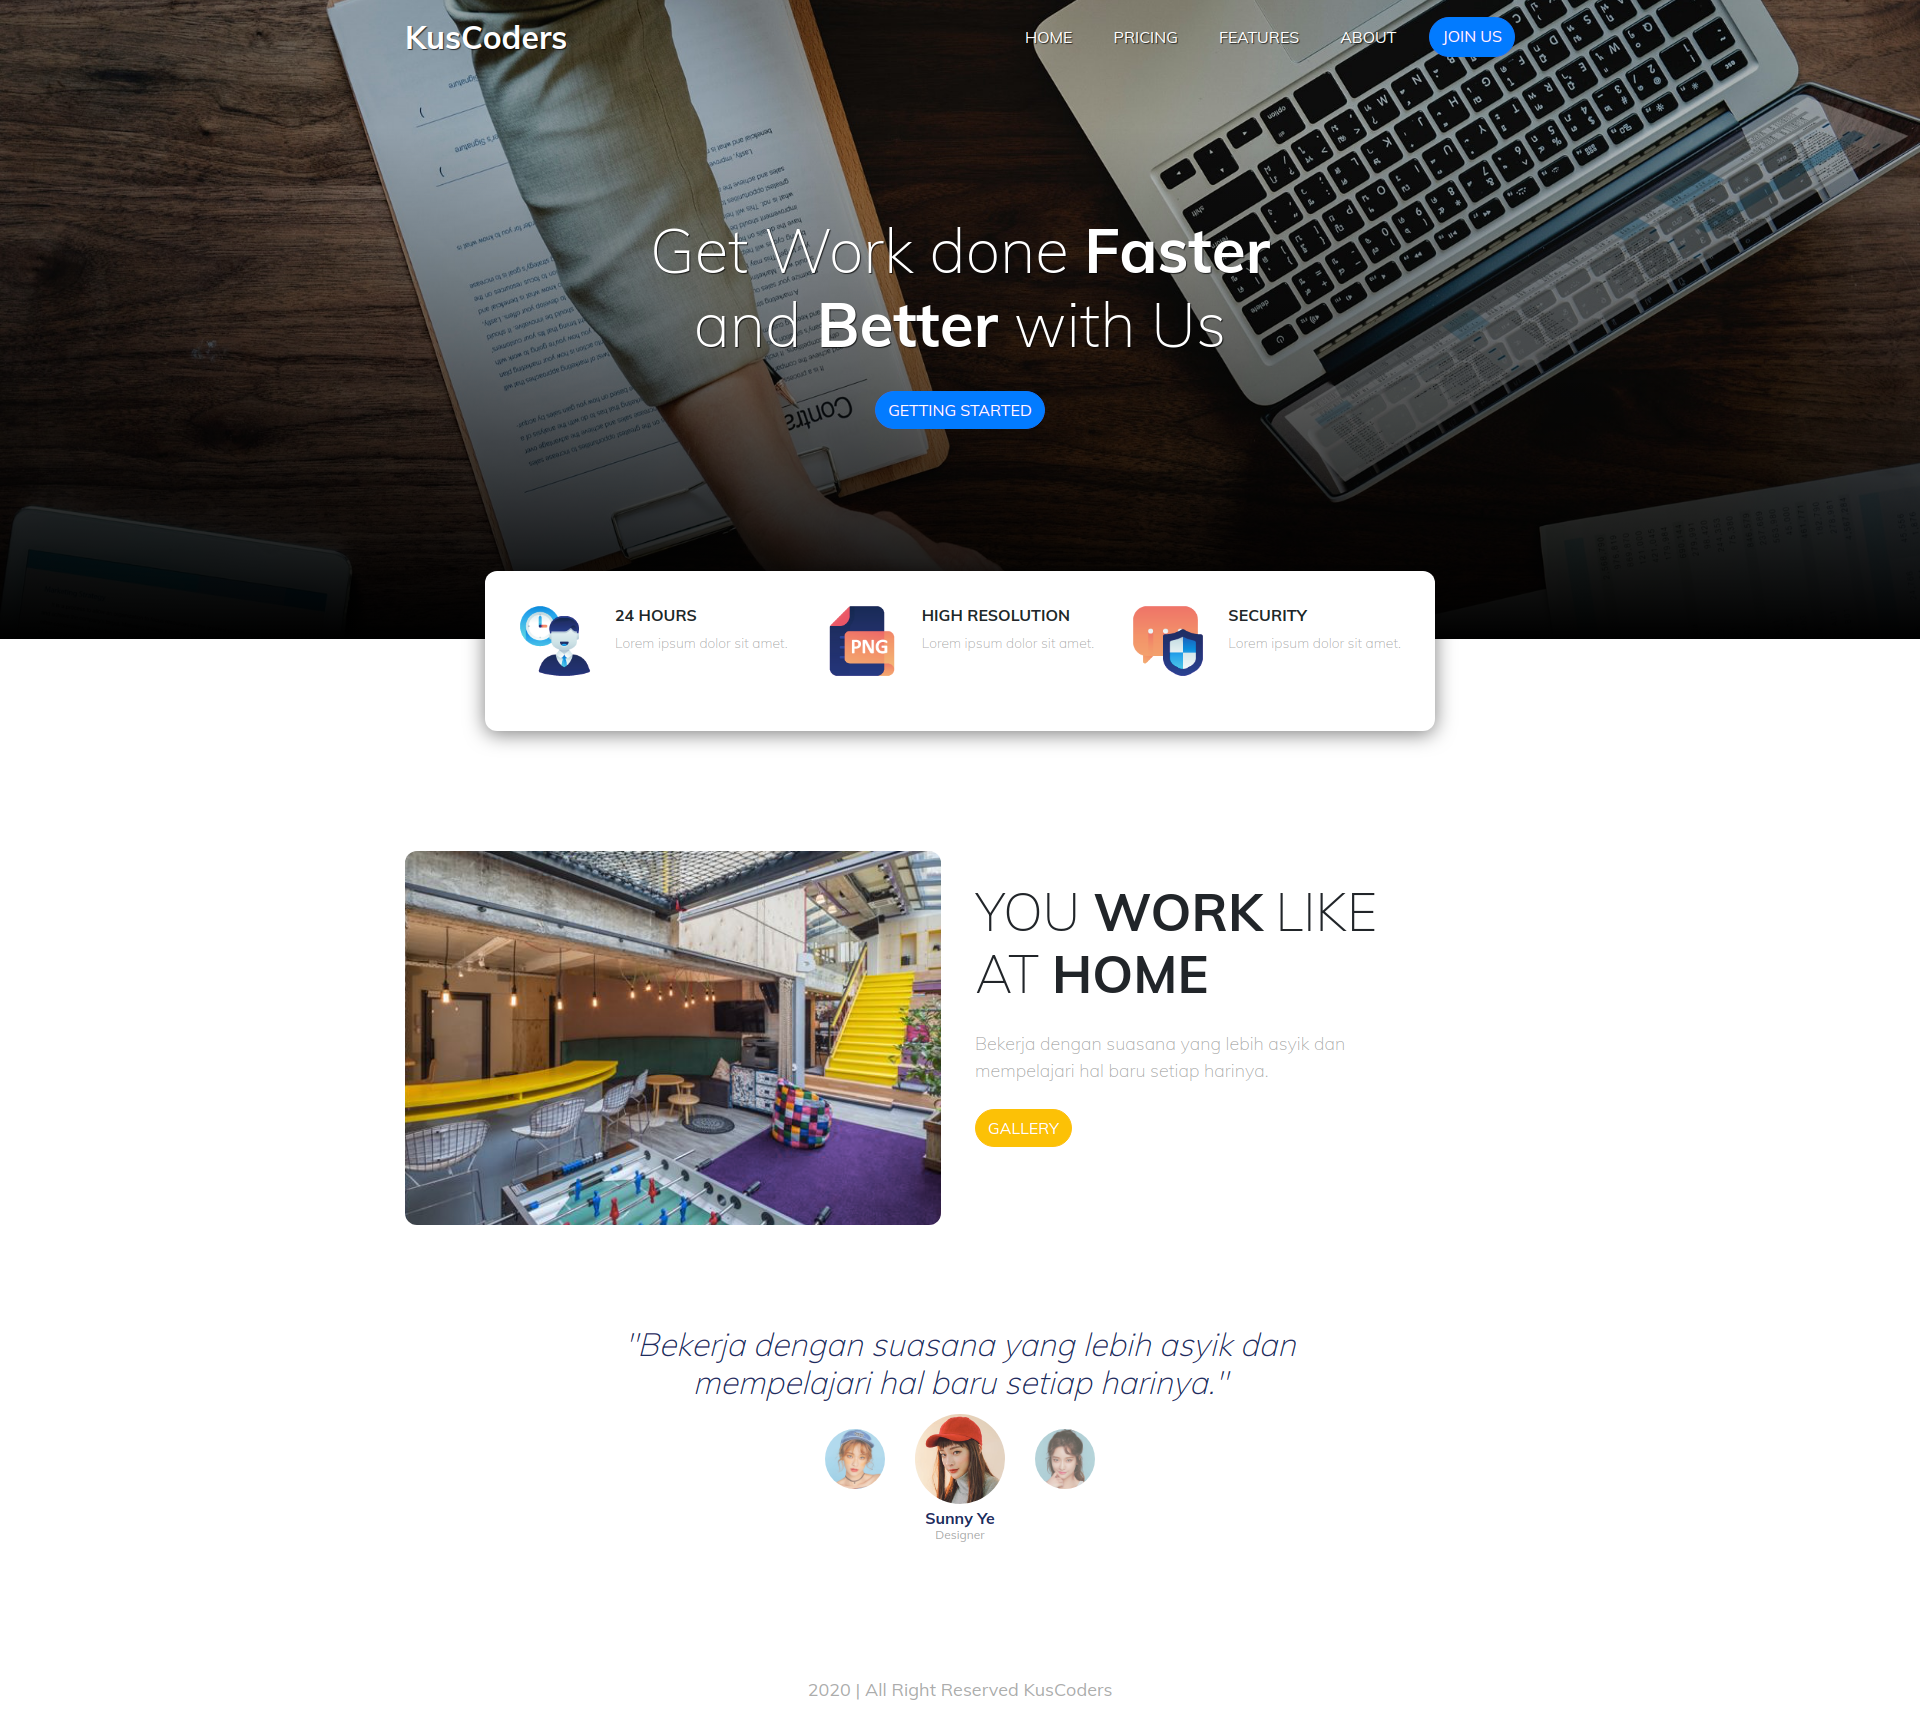 KusCoders
HOME PRICING FEATURES ABOUT JOIN US
Get Work done Faster
and Better with Us
GETTING STARTED
24 HOURS
Lorem ipsum dolor sit amet.
PNG
HIGH RESOLUTION
Lorem ipsum dolor sit amet.
SECURITY
Lorem ipsum dolor sit amet.
YOU WORK LIKE
AT HOME
Bekerja dengan suasana yang lebih asyik dan
mempelajari hal baru setiap harinya.
GALLERY
"Bekerja dengan suasana yang lebih asyik dan
mempelajari hal baru setiap harinya."
Sunny Ye
Designer
2020 | All Right Reserved KusCoders